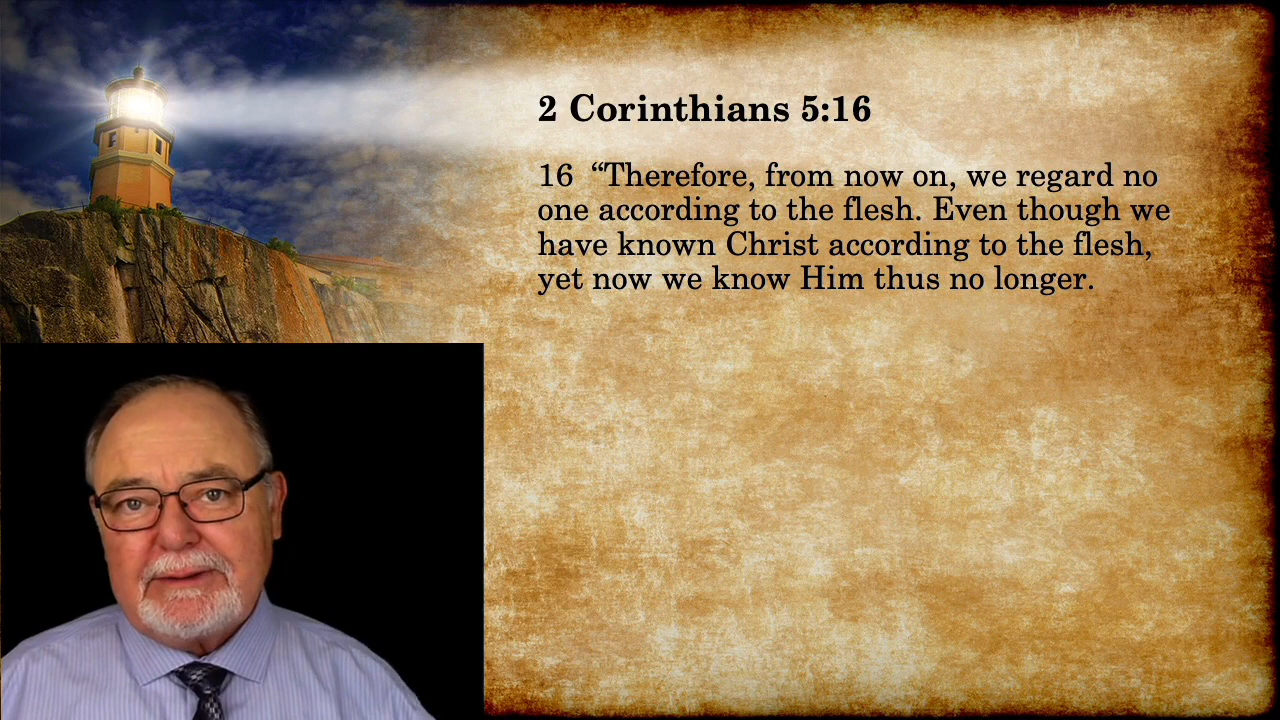 2 Corinthians 5:16
16 “Therefore, from now on, we regard no
one according to the flesh. Even though we
have known Christ according to the flesh,
yet now we know Him thus no longer.